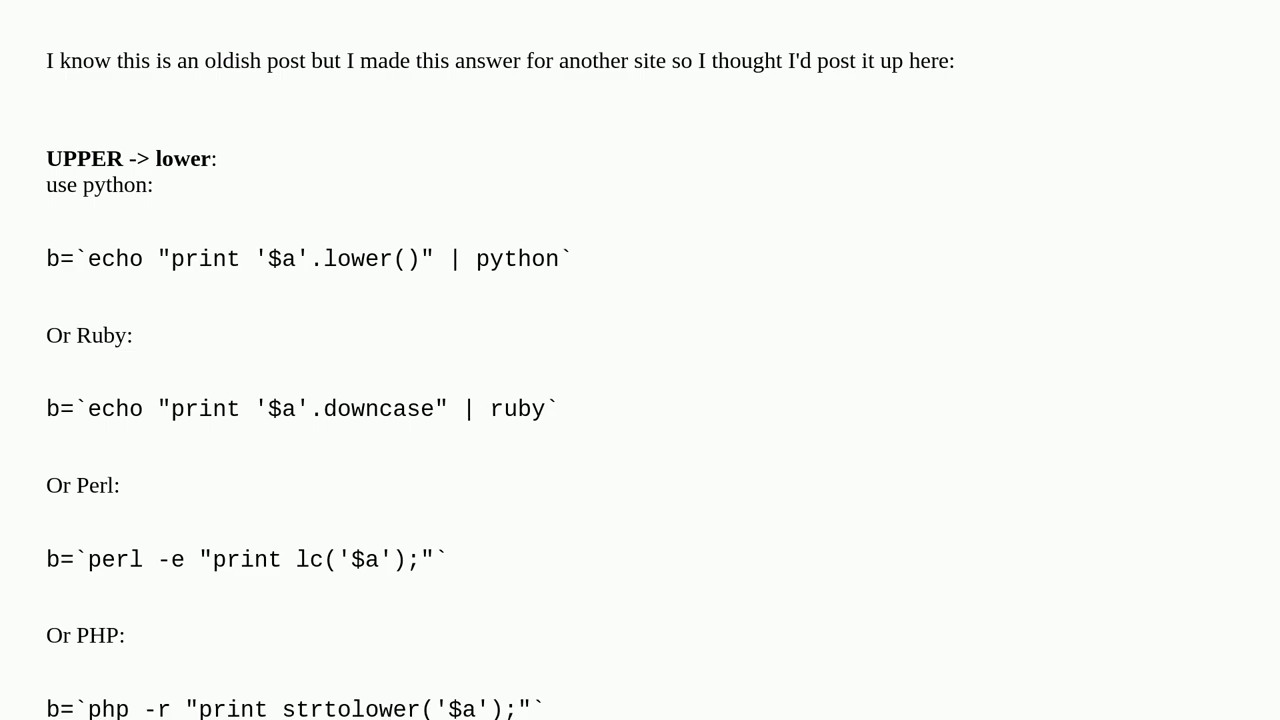 I know this is an oldish post but I made this answer for another site so I thought I'd post it up here:
UPPER -> lower:
use python:
b=`echo "print '$a'.lower()" | python`
Or Ruby:
b=`echo "print '$a'.downcase" | ruby`
Or Perl:
b=`perl -e "print lc('$a');"`
Or PHP:
b=`php -r "print strtolower('$a');"`